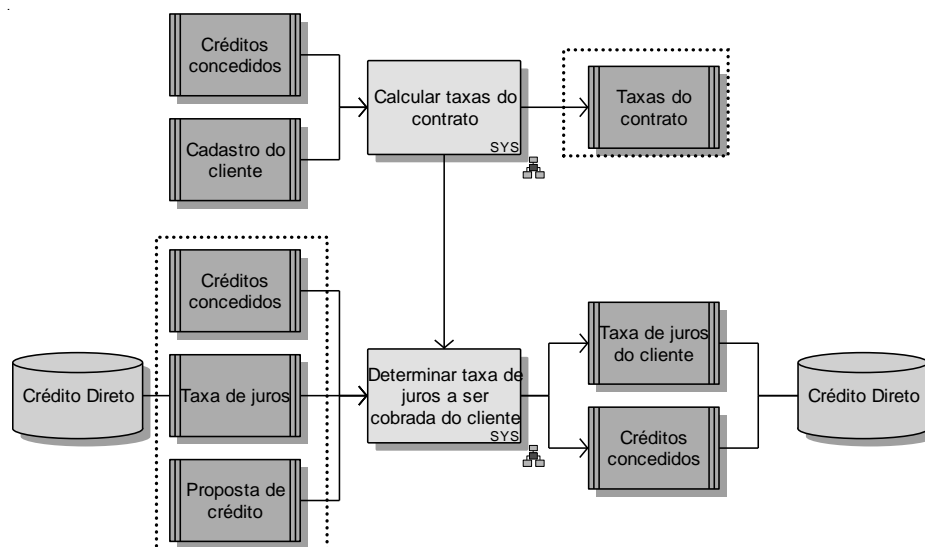 Créditos
concedidos
Calcular taxas do
contrato
SYS
Taxas do
contrato
Cadastro do
cliente
Créditos
concedidos
Crédito Direto
Taxa de juros
Determinar taxa de
juros a ser
cobrada do cliente
SYS
Taxa de juros
do cliente
Crédito Direto
Créditos
concedidos
Proposta de
crédito